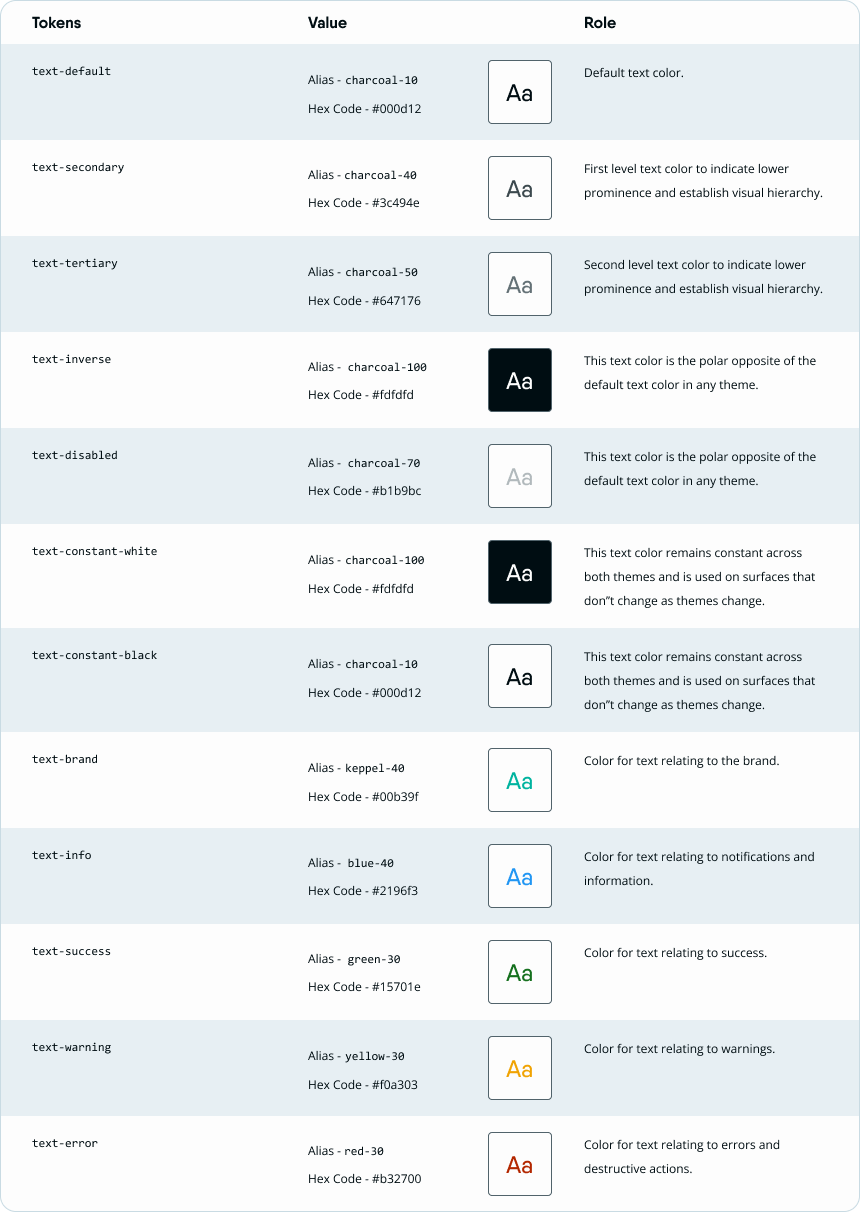 Tokens Value Role
text-default
Alias - charcoal-10
Hex Code - #000d12
Aa
Default text color.
text-secondary
Alias - charcoal-40
Hex Code - #3c494e
Aa
First level text color to indicate lower
prominence and establish visual hierarchy.
text-tertiary
Alias - charcoal-50
Hex Code - #647176
Aa
Second level text color to indicate lower
prominence and establish visual hierarchy.
text-inverse
Alias - charcoal-100
Hex Code - #fdfdfd
Aa
This text color is the polar opposite of the
default text color in any theme.
text-disabled
Alias - charcoal-70
Hex Code - #b1b9bc
Aa
This text color is the polar opposite of the
default text color in any theme.
text-constant-white
Alias - charcoal-100
Hex Code - #fdfdfd
Aa
This text color remains constant across
both themes and is used on surfaces that
don"t change as themes change.
text-constant-black
Alias - charcoal-10
Hex Code - #000d12
Aa
This text color remains constant across
both themes and is used on surfaces that
don"t change as themes change.
text-brand
Alias - keppel-40
Hex Code - #00b39f
Aa
Color for text relating to the brand.
text-info
Alias - blue-40
Hex Code - #2196f3
Aa
Color for text relating to notifications and
information.
text-success
Alias - green-30
Hex Code - #15701e
Aa
Color for text relating to success.
text-warning
Alias - yellow-30
Hex Code - #f0a303
Aa
Color for text relating to warnings.
text-error
Alias - red-30
Hex Code - #b32700
Aa
Color for text relating to errors and
destructive actions.